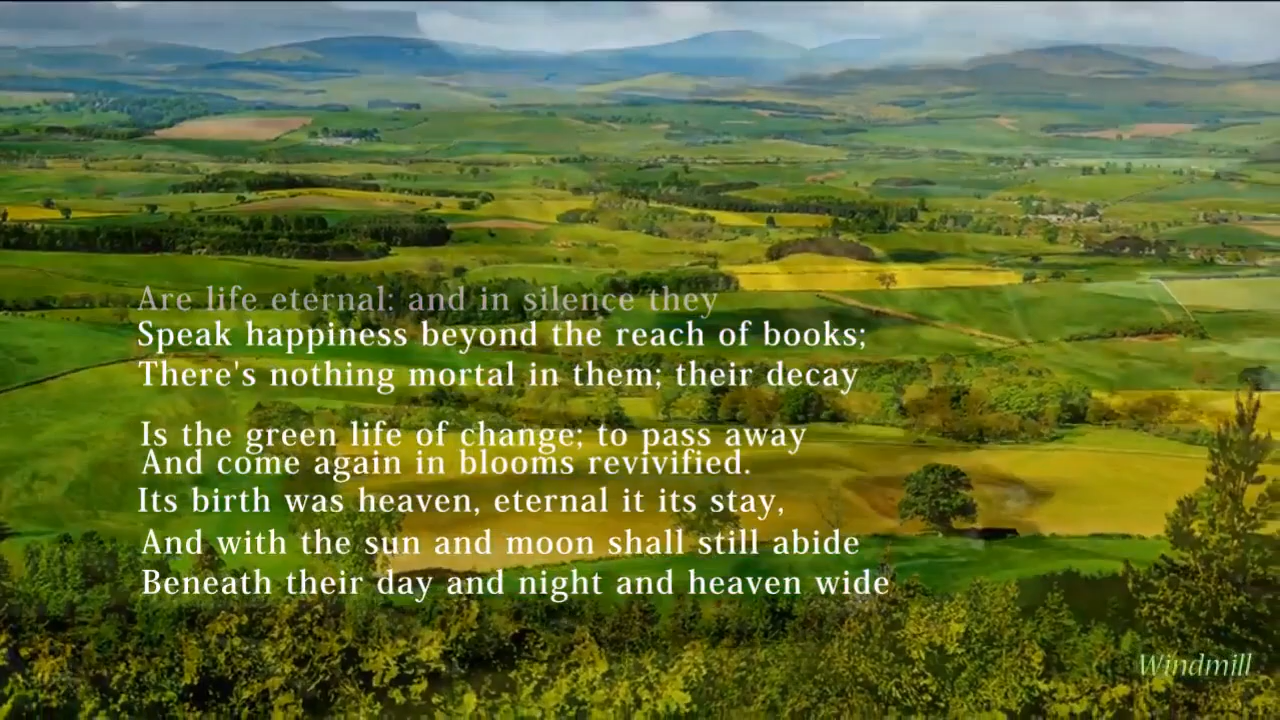 Are life eternal: and in silence they
Speak happiness beyond the reach of books;
There's nothing mortal in them; their decay
Is the green life of change; to pass away
And come again in blooms revivified.
Its birth was heaven, eternal it its stay,
And with the sun and moon shall still abide
Beneath their day and night and heaven wide
Windmill